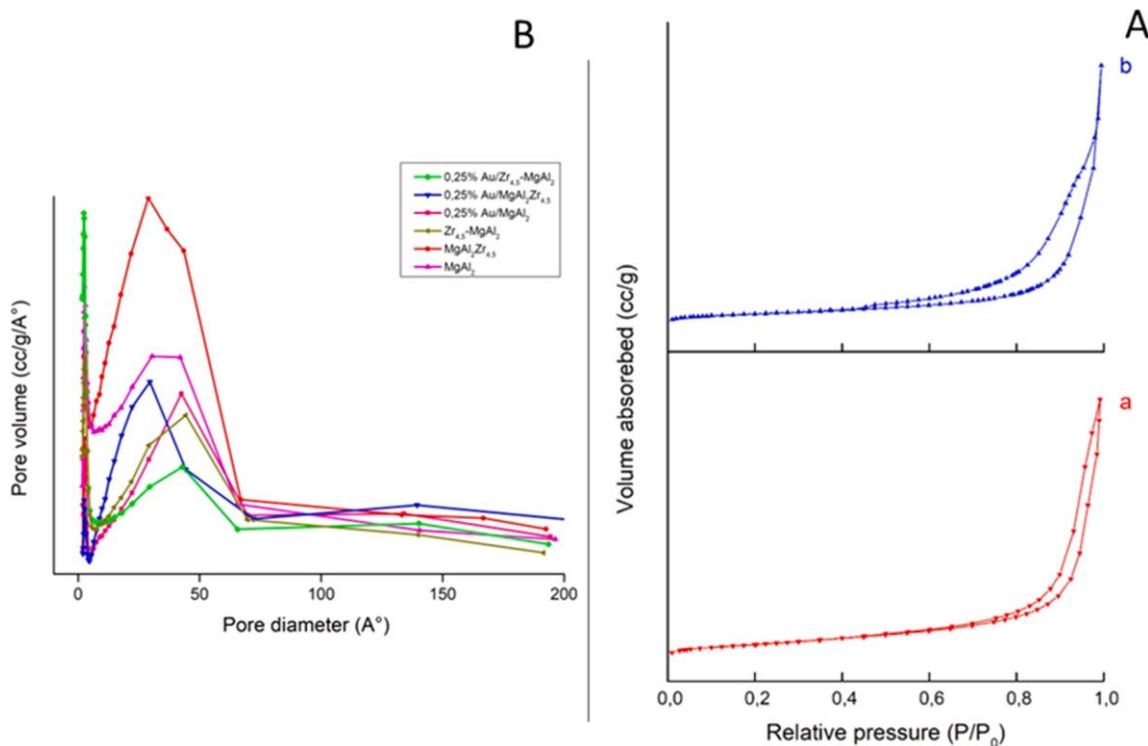 B
0,25% Au/Zr4,5-MgAl2
0,25% Au/MgAl2Zr4,5
0,25% Au/MgAl2
Zr4,5-MgAl2
MgAl2Zr4,5
MgAl2
Pore volume (cc/g/A°)
0 50 100 150 200
Pore diameter (A°)
A
b
a
Volume absorebed (cc/g)
0,0 0,2 0,4 0,6 0,8 1,0
Relative pressure (P/P0)